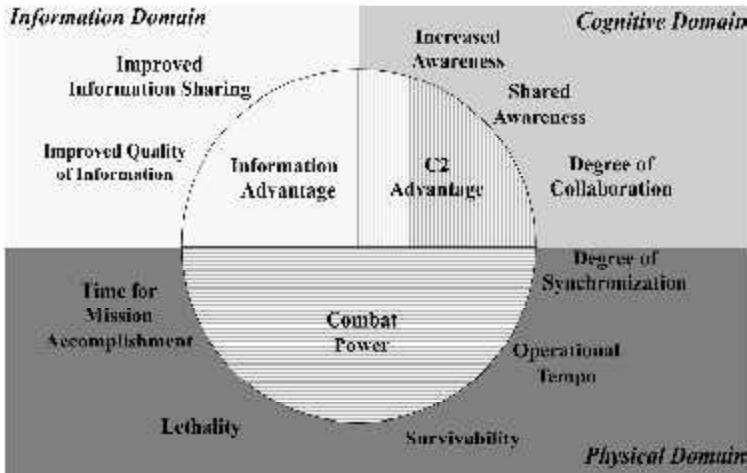 Information Domain
Cognitive Domain
Increased
Awareness
Improved
Information Sharing
Shared
Awareness
Improved Quality
of Information
Information
Advantage
C2
Advantage
Degree of
Collaboration
Degree of
Synchronization
Time for
Mission
Accomplishment
Combat
Power
Operational
Tempo
Lethality
Survivability
Physical Domain